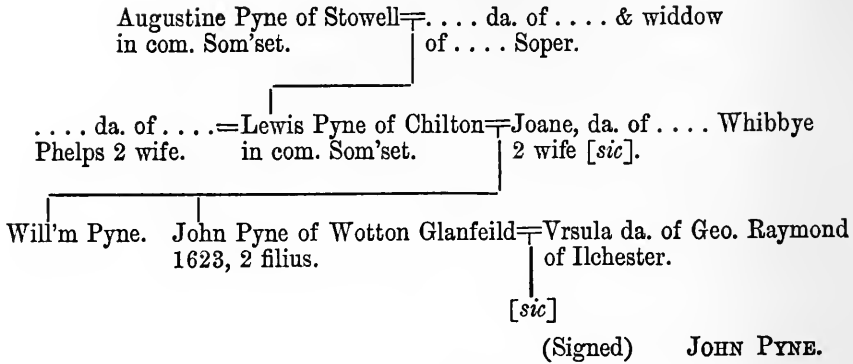 Augustine Pyne of Stowell=. . . . da. of . . . . & widdow
in com. Som'set. of . . . . Soper.
. . . . da. of . . . .=Lewis Pyne of Chilton=Joane, da. of . . . . Whibbye
Phelps 2 wife. in com. Som'set. 2 wife [sic].
Will'm Pyne. John Pyne of Wotton Glanfeild=Vrsula da. of Geo. Raymond
1623, 2 filius. of Ilchester.
[sic]
(Signed) JOHN PYNE.